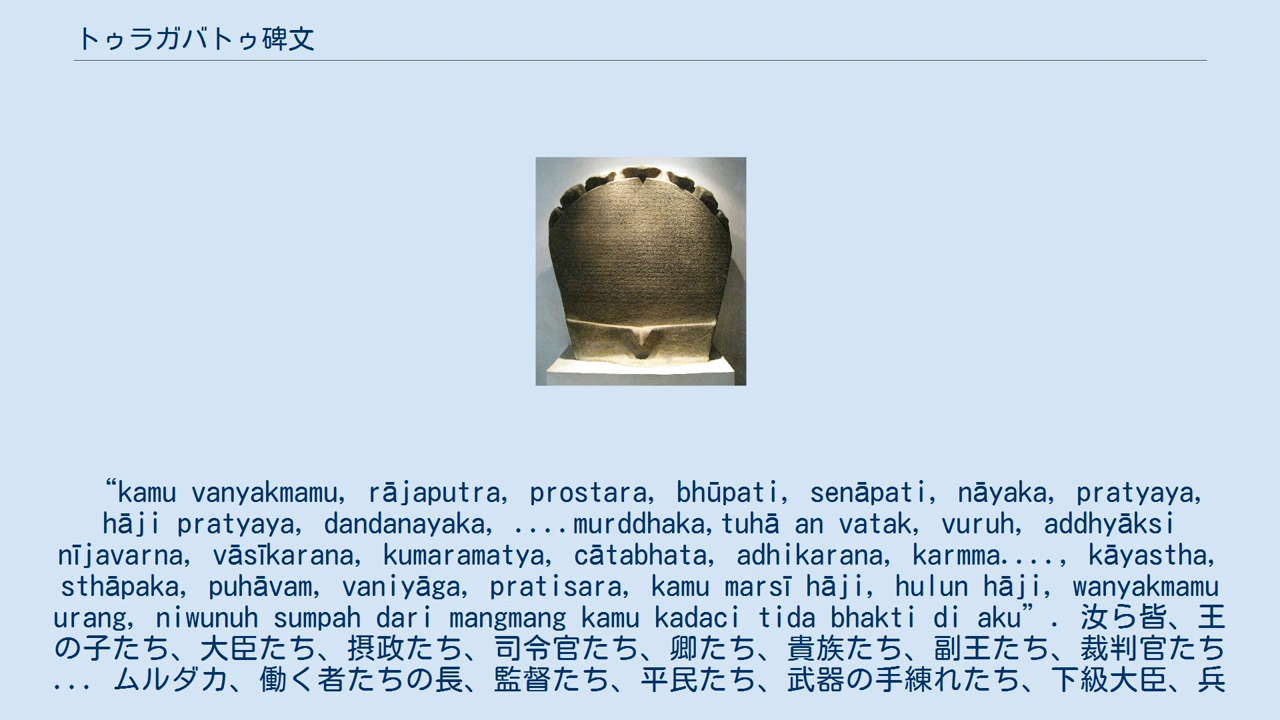 トゥラガバトゥ碑文
“kamu vanyakmamu, rājaputra, prostara, bhūpati, senāpati, nāyaka, pratyaya,
hāji pratyaya, dandanayaka, ....murddhaka,tuhā an vatak, vuruh, addhyāksi
nījavarna, vāsīkarana, kumaramatya, cātabhata, adhikarana, karmma...., kāyastha,
sthāpaka, puhāvam, vaniyāga, pratisara, kamu marsī hāji, hulun hāji, wanyakmamu
urang, niwunuh sumpah dari mangmang kamu kadaci tida bhakti di aku”. 汝ら皆、王
の子たち、大臣たち、摂政たち、司令官たち、卿たち、貴族たち、副王たち、裁判官たち
... ムルダカ、働く者たちの長、監督たち、平民たち、武器の手練れたち、下級大臣、兵